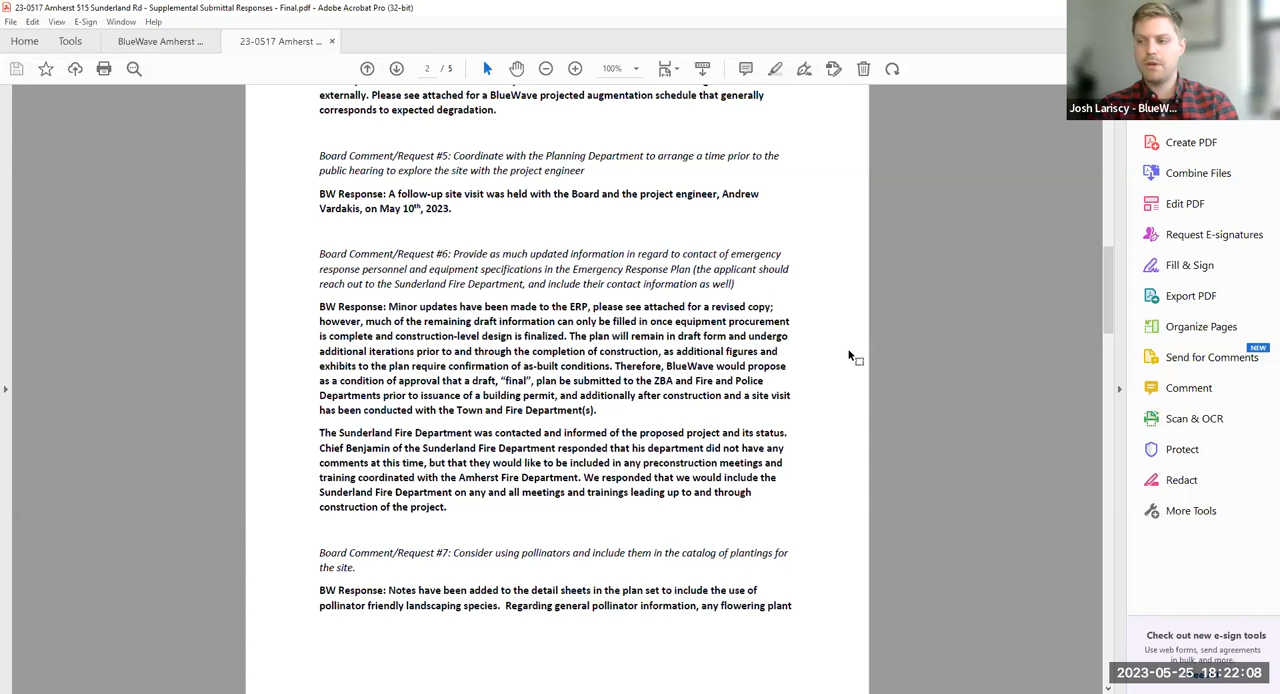 23-0517 Amherst 515 Sunderland Rd - Supplemental Submittal Responses - Final.pdf - Adobe Acrobat Pro (32-bit)
File Edit View E-Sign Window Help
Home Tools BlueWave Amherst ... 23-0517 Amherst ... ×
2 / 5 100%
Josh Lariscy - BlueW...
externally. Please see attached for a BlueWave projected augmentation schedule that generally
corresponds to expected degradation.
Board Comment/Request #5: Coordinate with the Planning Department to arrange a time prior to the
public hearing to explore the site with the project engineer
BW Response: A follow-up site visit was held with the Board and the project engineer, Andrew
Vardakis, on May 10th, 2023.
Board Comment/Request #6: Provide as much updated information in regard to contact of emergency
response personnel and equipment specifications in the Emergency Response Plan (the applicant should
reach out to the Sunderland Fire Department, and include their contact information as well)
BW Response: Minor updates have been made to the ERP, please see attached for a revised copy;
however, much of the remaining draft information can only be filled in once equipment procurement
is complete and construction-level design is finalized. The plan will remain in draft form and undergo
additional iterations prior to and through the completion of construction, as additional figures and
exhibits to the plan require confirmation of as-built conditions. Therefore, BlueWave would propose
as a condition of approval that a draft, “final”, plan be submitted to the ZBA and Fire and Police
Departments prior to issuance of a building permit, and additionally after construction and a site visit
has been conducted with the Town and Fire Department(s).
The Sunderland Fire Department was contacted and informed of the proposed project and its status.
Chief Benjamin of the Sunderland Fire Department responded that his department did not have any
comments at this time, but that they would like to be included in any preconstruction meetings and
training coordinated with the Amherst Fire Department. We responded that we would include the
Sunderland Fire Department on any and all meetings and trainings leading up to and through
construction of the project.
Board Comment/Request #7: Consider using pollinators and include them in the catalog of plantings for
the site.
BW Response: Notes have been added to the detail sheets in the plan set to include the use of
pollinator friendly landscaping species. Regarding general pollinator information, any flowering plant
Create PDF
Combine Files
Edit PDF
Request E-signatures
Fill & Sign
Export PDF
Organize Pages
NEW
Send for Comments
Comment
Scan & OCR
Protect
Redact
More Tools
Check out new e-sign tools
Use web forms, send agreements
in bulk, and more.
2023-05-25 18:22:08